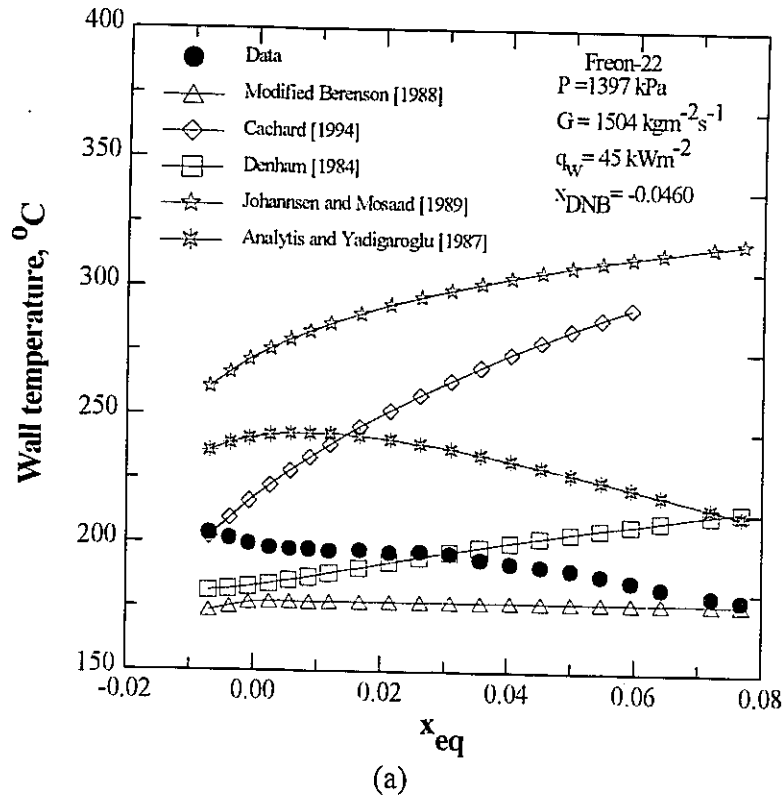 400
350
300
250
200
150
Wall temperature, °C
Data
Modified Berenson [1988]
Cachard [1994]
Denham [1984]
Johannsen and Mosaad [1989]
Analytis and Yadigaroglu [1987]
Freon-22
P =1397 kPa
G = 1504 kgm⁻²s⁻¹
q_W = 45 kWm⁻²
x_DNB = -0.0460
-0.02 0.00 0.02 0.04 0.06 0.08
x_eq
(a)